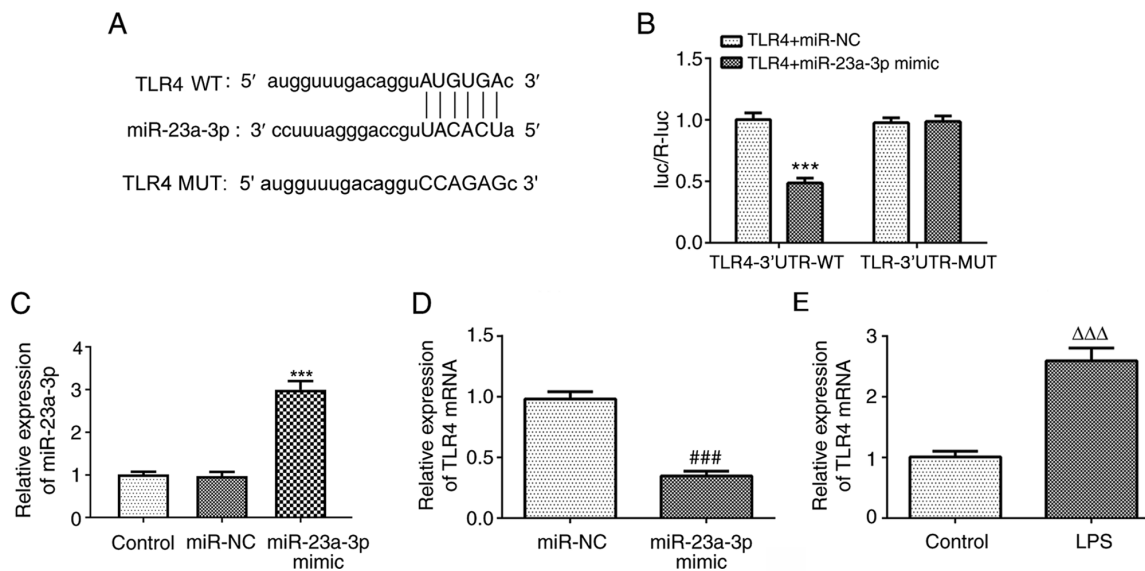 A
TLR4 WT: 5′ augguuugacagguAUGUGAc 3′
miR-23a-3p: 3′ ccuuuagggaccguUACACUa 5′
TLR4 MUT: 5' augguuugacagguCCAGAGc 3'
B
TLR4+miR-NC
TLR4+miR-23a-3p mimic
luc/R-luc
1.5
1.0
0.5
0.0
***
TLR4-3'UTR-WT
TLR-3'UTR-MUT
C
Relative expression
of miR-23a-3p
4
3
2
1
0
***
Control
miR-NC
miR-23a-3p
mimic
D
Relative expression
of TLR4 mRNA
1.5
1.0
0.5
0.0
###
miR-NC
miR-23a-3p
mimic
E
Relative expression
of TLR4 mRNA
3
2
1
0
ΔΔΔ
Control
LPS